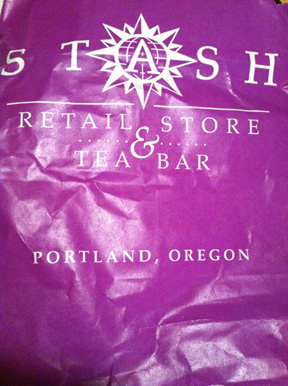 STASH
RETAIL STORE
&
TEA BAR
PORTLAND, OREGON